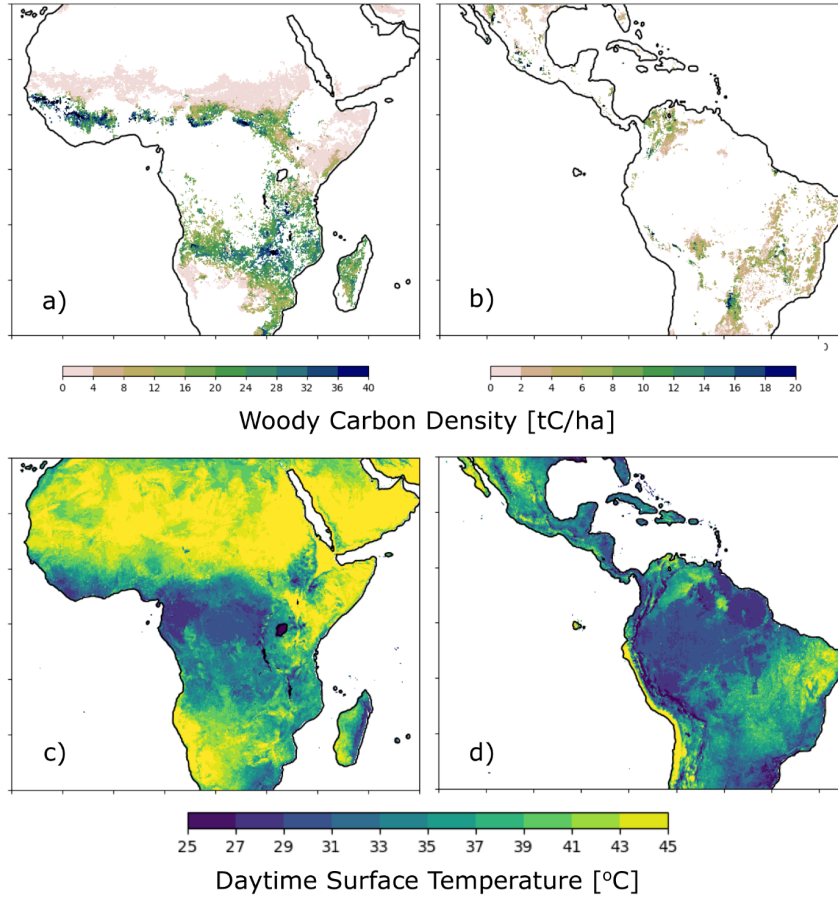 a)
b)
0 4 8 12 16 20 24 28 32 36 40
0 2 4 6 8 10 12 14 16 18 20
Woody Carbon Density [tC/ha]
c)
d)
25 27 29 31 33 35 37 39 41 43 45
Daytime Surface Temperature [°C]